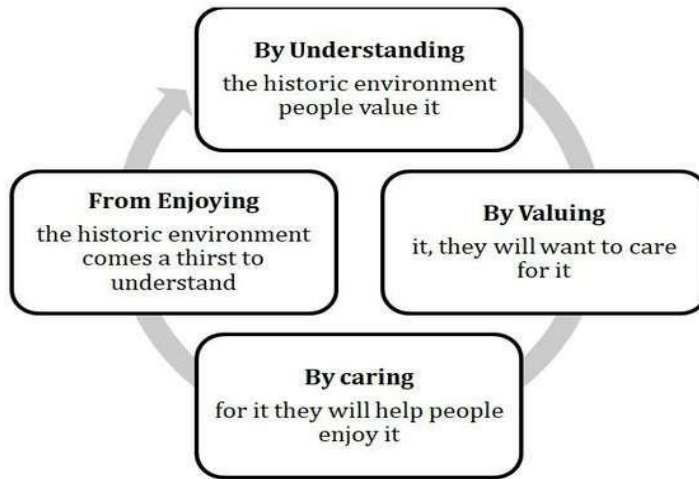 By Understanding
the historic environment
people value it
By Valuing
it, they will want to care
for it
By caring
for it they will help people
enjoy it
From Enjoying
the historic environment
comes a thirst to
understand